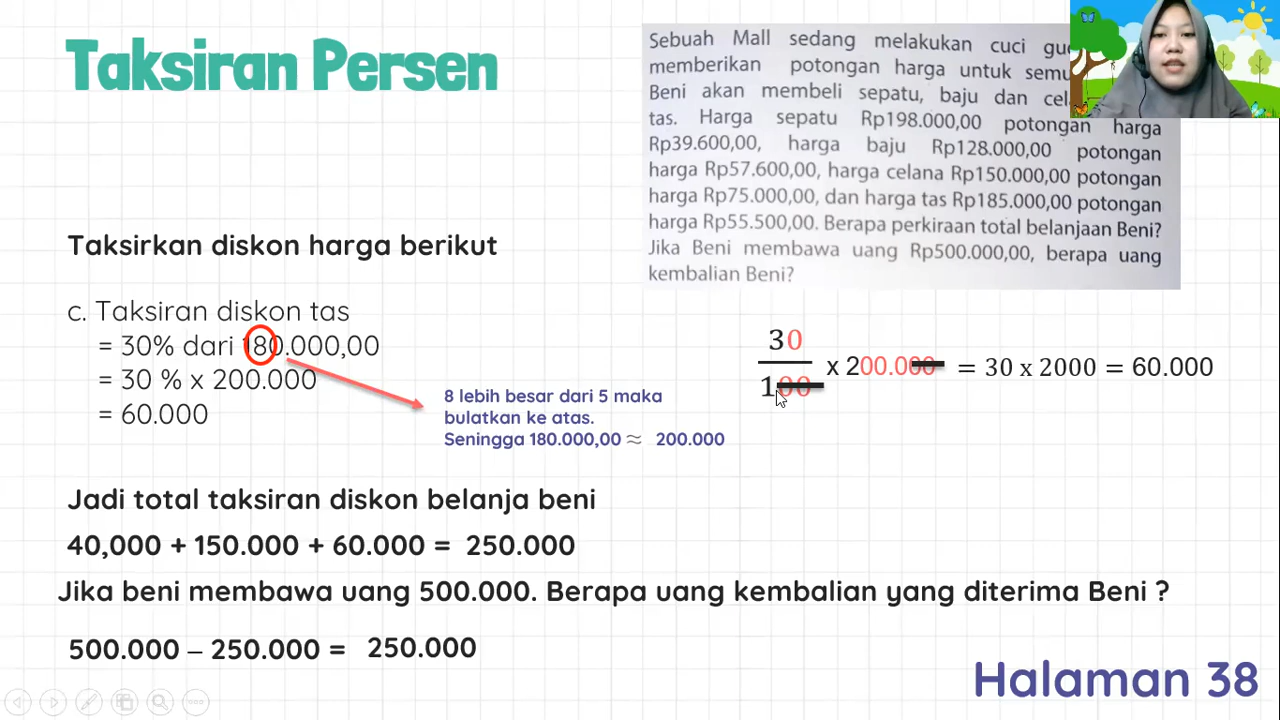 Taksiran Persen
Sebuah Mall sedang melakukan cuci
memberikan potongan harga untuk
Beni akan membeli sepatu, baju dan
tas. Harga sepatu Rp198.000,00 potongan harga
Rp39.600,00, harga baju Rp128.000,00 potongan
harga Rp57.600,00, harga celana Rp150.000,00 potongan
harga Rp75.000,00, dan harga tas Rp185.000,00 potongan
harga Rp55.500,00. Berapa perkiraan total belanjaan Beni?
Jika Beni membawa uang Rp500.000,00, berapa uang
kembalian Beni?
Taksirkan diskon harga berikut
c. Taksiran diskon tas
= 30% dari 180.000,00
= 30 % x 200.000
= 60.000
8 lebih besar dari 5 maka
bulatkan ke atas.
Seningga 180.000,00 ≈ 200.000
30
100
x 200.000 = 30 x 2000 = 60.000
Jadi total taksiran diskon belanja beni
40,000 + 150.000 + 60.000 = 250.000
Jika beni membawa uang 500.000. Berapa uang kembalian yang diterima Beni ?
500.000 – 250.000 = 250.000
Halaman 38